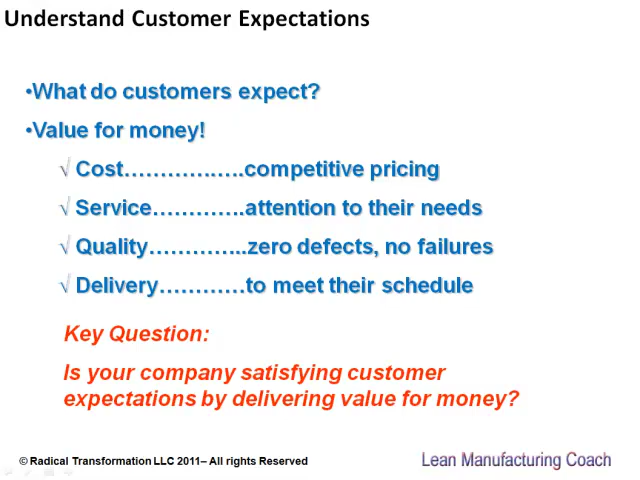 Understand Customer Expectations
•What do customers expect?
•Value for money!
√ Cost………….…..competitive pricing
√ Service………….attention to their needs
√ Quality…………..zero defects, no failures
√ Delivery…………to meet their schedule
Key Question:
Is your company satisfying customer
expectations by delivering value for money?
© Radical Transformation LLC 2011– All rights Reserved
Lean Manufacturing Coach